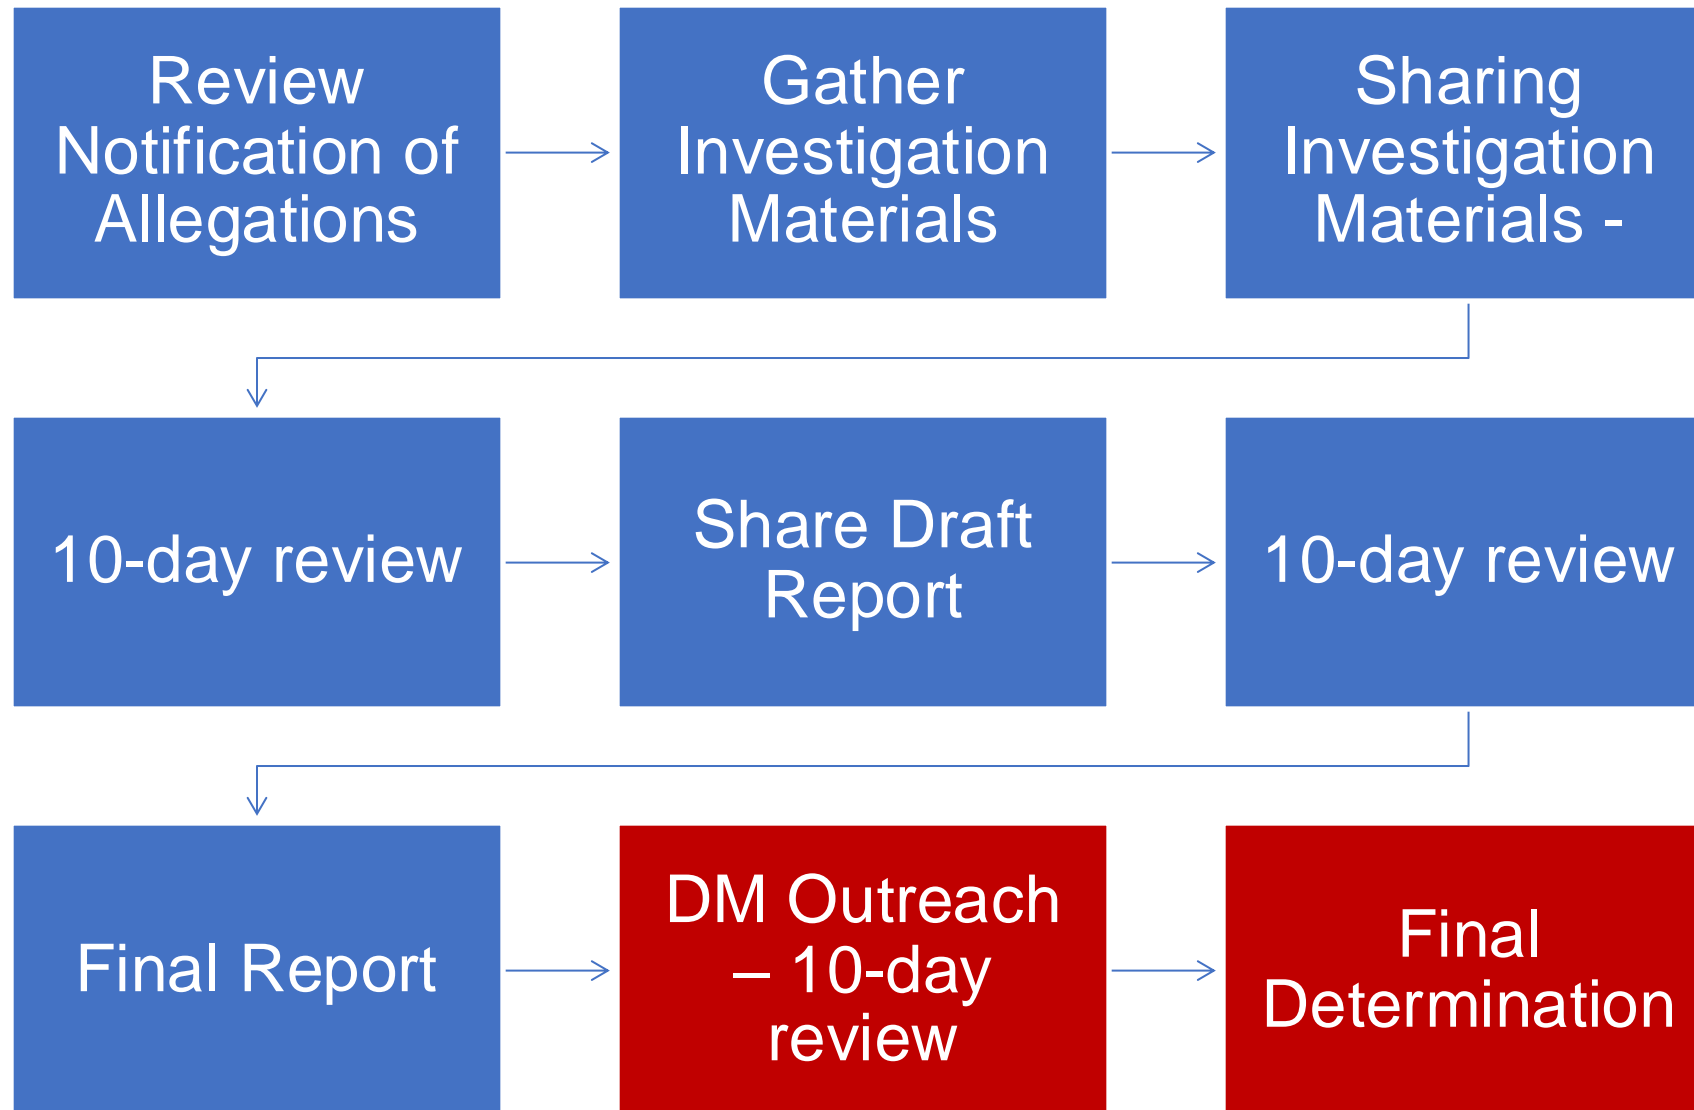 Review
Notification of
Allegations
Gather
Investigation
Materials
Sharing
Investigation
Materials -
10-day review
Share Draft
Report
10-day review
Final Report
DM Outreach
– 10-day
review
Final
Determination